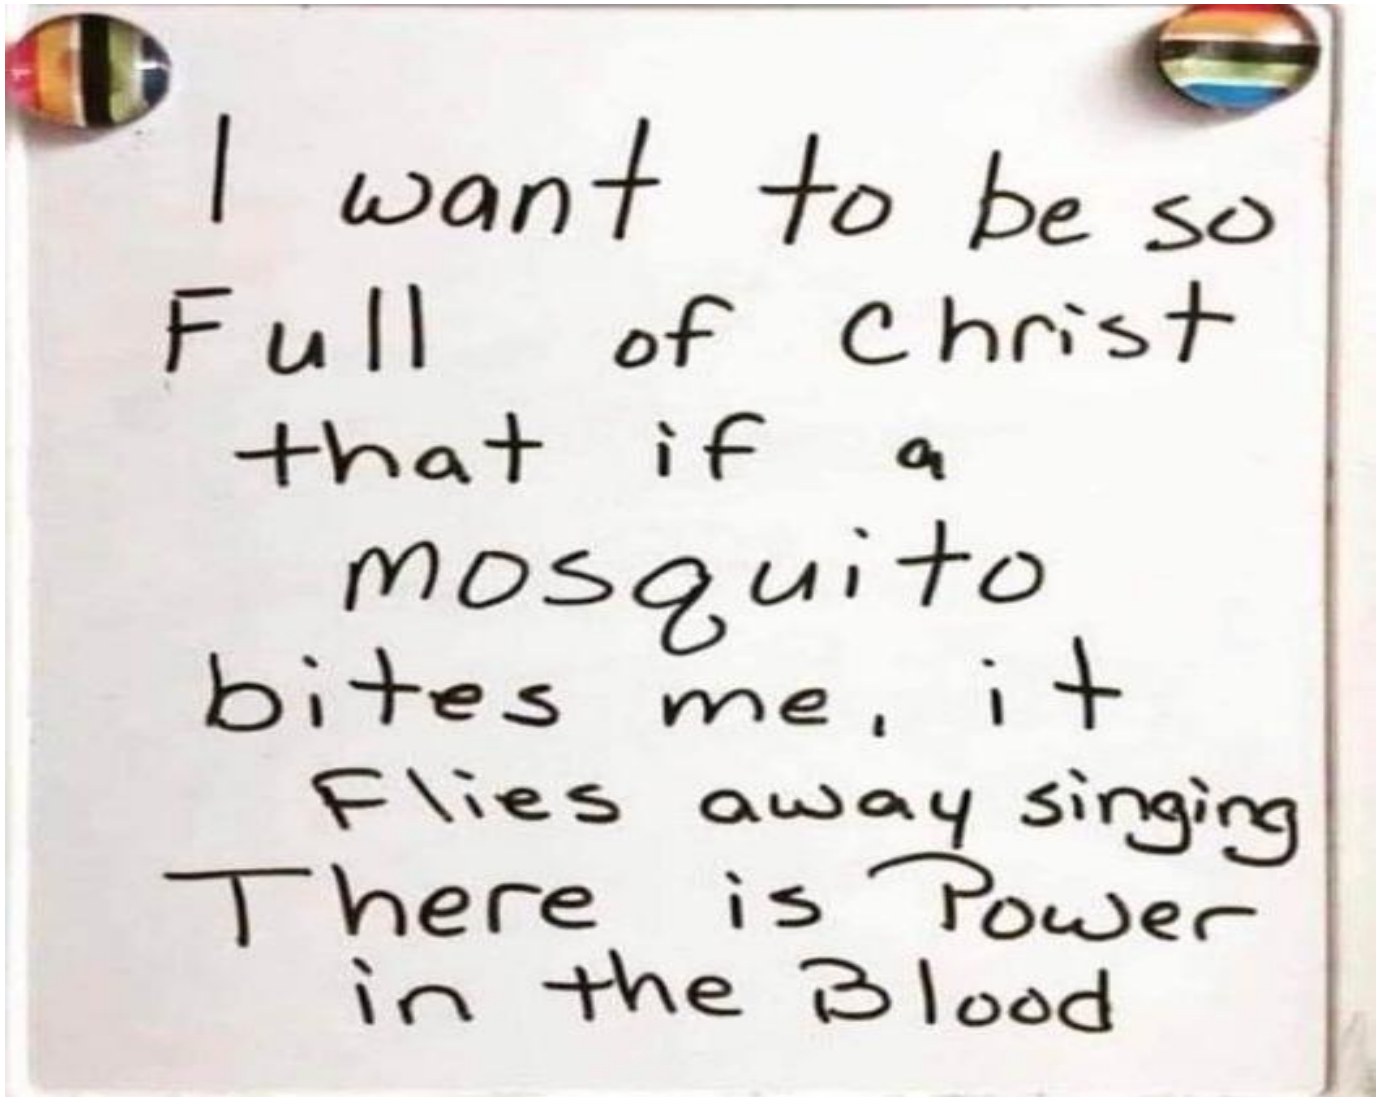 I want to be so
Full of Christ
that if a
mosquito
bites me, it
Flies away singing
There is Power
in the Blood